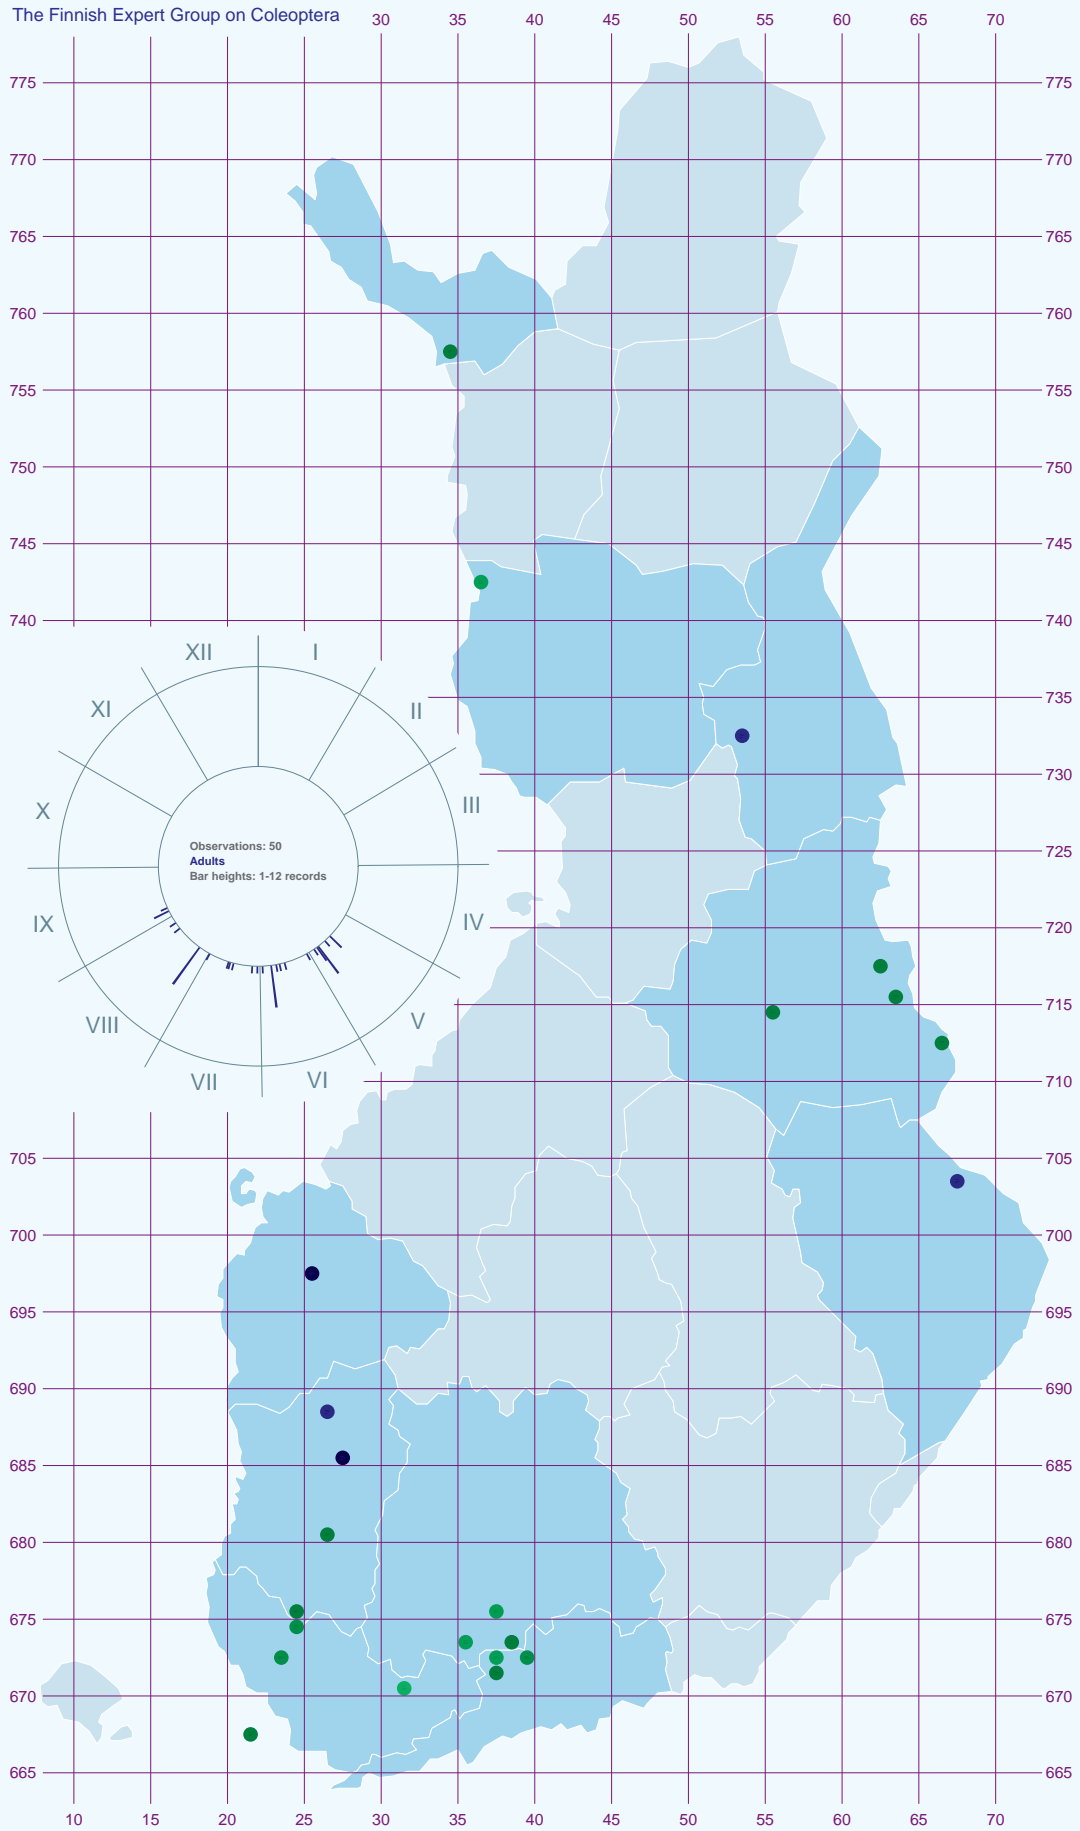 The Finnish Expert Group on Coleoptera
30 35 40 45 50 55 60 65 70
775 775
770 770
765 765
760 760
755 755
750 750
745 745
740 740
XII I
XI II
735
X III
730
Observations: 50
Adults
Bar heights: 1-12 records
725
IX IV
720
VIII V
715
VII VI
710
705 705
700 700
695 695
690 690
685 685
680 680
675 675
670 670
665 665
10 15 20 25 30 35 40 45 50 55 60 65 70